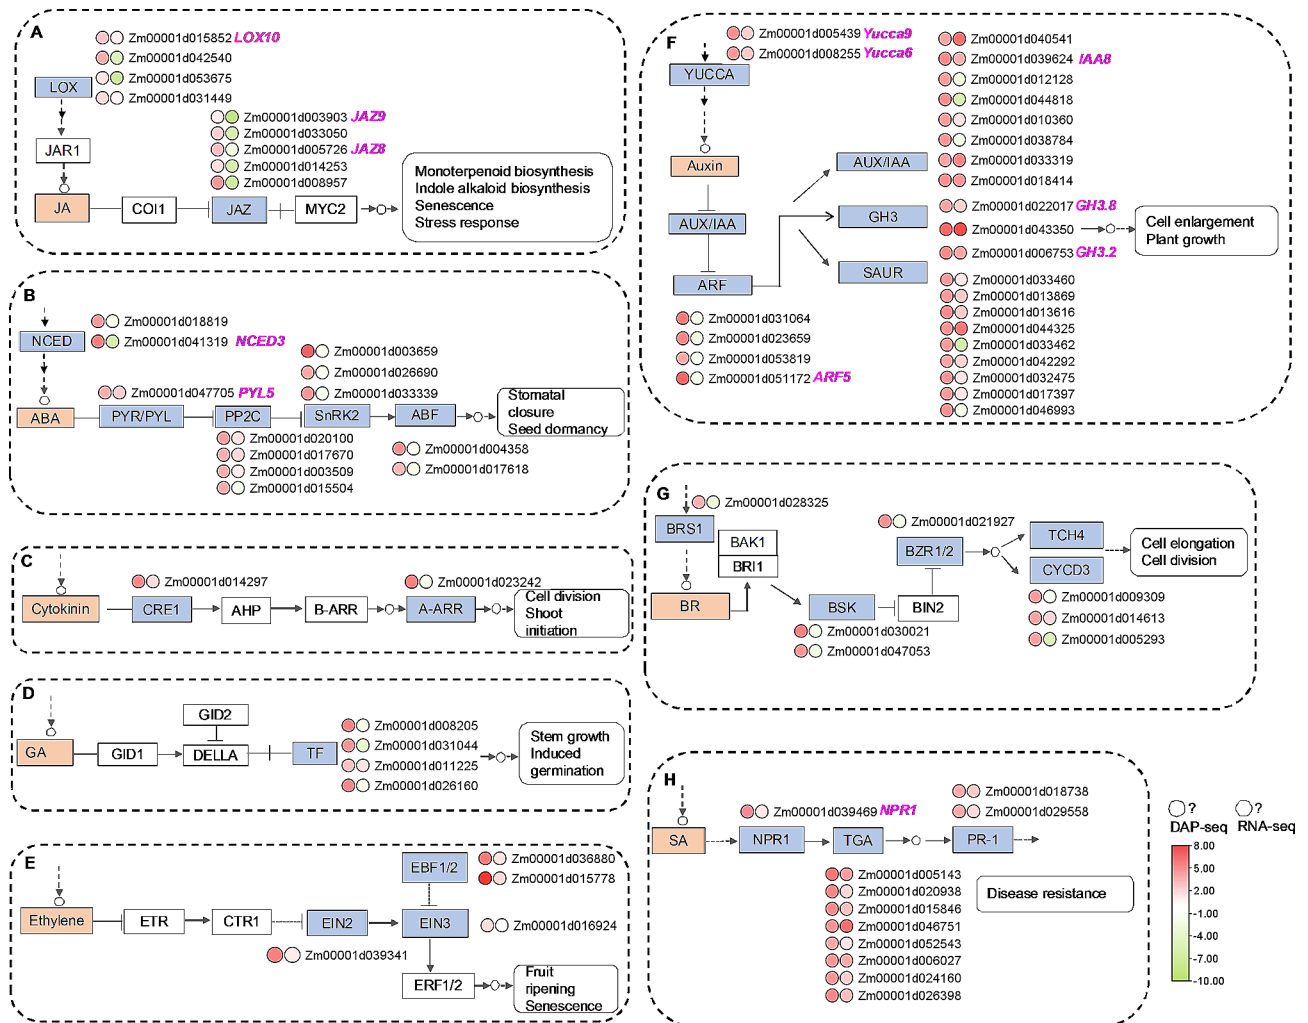 A
Zm00001d015852 LOX10
Zm00001d042540
Zm00001d053675
Zm00001d031449
LOX
JAR1
JA
COI1
JAZ
MYC2
Zm00001d003903 JAZ9
Zm00001d033050
Zm00001d005726 JAZ8
Zm00001d014253
Zm00001d008957
Monoterpenoid biosynthesis
Indole alkaloid biosynthesis
Senescence
Stress response
B
NCED
Zm00001d018819
Zm00001d041319 NCED3
Zm00001d047705 PYL5
Zm00001d003659
Zm00001d026690
Zm00001d033339
ABA
PYR/PYL
PP2C
SnRK2
ABF
Stomatal
closure
Seed dormancy
Zm00001d020100
Zm00001d017670
Zm00001d003509
Zm00001d015504
Zm00001d004358
Zm00001d017618
C
Zm00001d014297
Zm00001d023242
Cytokinin
CRE1
AHP
B-ARR
A-ARR
Cell division
Shoot
initiation
D
GID2
GA
GID1
DELLA
TF
Zm00001d008205
Zm00001d031044
Zm00001d011225
Zm00001d026160
Stem growth
Induced
germination
E
EBF1/2
Zm00001d036880
Zm00001d015778
Ethylene
ETR
CTR1
EIN2
EIN3
Zm00001d016924
Zm00001d039341
ERF1/2
Fruit
ripening
Senescence
F
Zm00001d005439 Yucca9
Zm00001d008255 Yucca6
YUCCA
Auxin
AUX/IAA
ARF
AUX/IAA
GH3
SAUR
Zm00001d040541
Zm00001d039624 IAA8
Zm00001d012128
Zm00001d044818
Zm00001d010360
Zm00001d038784
Zm00001d033319
Zm00001d018414
Zm00001d022017 GH3.8
Zm00001d043350
Zm00001d006753 GH3.2
Zm00001d033460
Zm00001d013869
Zm00001d013616
Zm00001d044325
Zm00001d033462
Zm00001d042292
Zm00001d032475
Zm00001d017397
Zm00001d046993
Cell enlargement
Plant growth
Zm00001d031064
Zm00001d023659
Zm00001d053819
Zm00001d051172 ARF5
G
Zm00001d028325
BRS1
BAK1
BRI1
BR
BSK
BIN2
BZR1/2
Zm00001d021927
TCH4
CYCD3
Cell elongation
Cell division
Zm00001d030021
Zm00001d047053
Zm00001d009309
Zm00001d014613
Zm00001d005293
H
Zm00001d039469 NPR1
Zm00001d018738
Zm00001d029558
SA
NPR1
TGA
PR-1
Zm00001d005143
Zm00001d020938
Zm00001d015846
Zm00001d046751
Zm00001d052543
Zm00001d006027
Zm00001d024160
Zm00001d026398
Disease resistance
? ?
DAP-seq RNA-seq
8.00
5.00
2.00
-1.00
-4.00
-7.00
-10.00